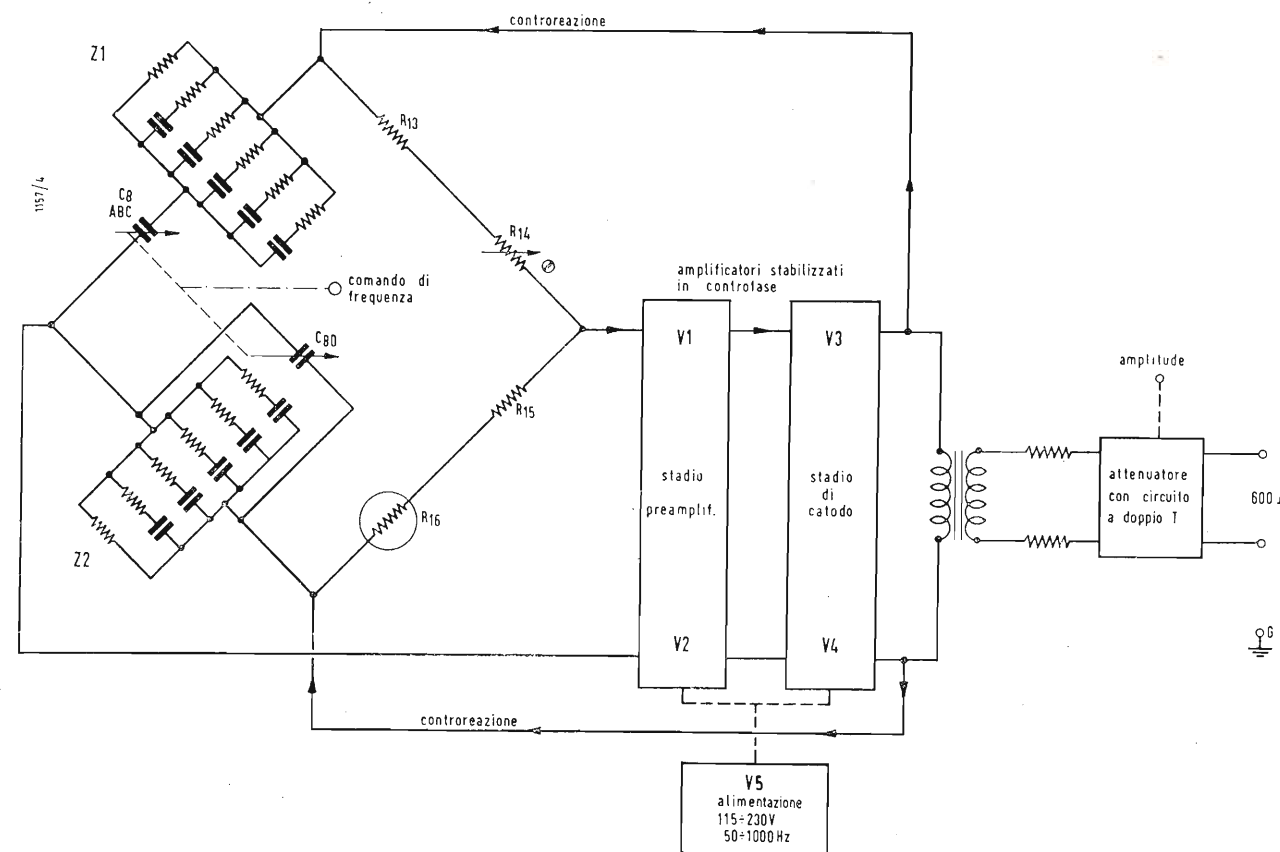 controreazione
Z1
R13
1157/4
C8
ABC
R14
comando di
frequenza
amplificatori stabilizzati
in controfase
C8D
V1
V3
amplitude
R15
stadio
preamplif.
stadio
di
catodo
attenuatore
con circuito
a doppio T
600
R16
Z2
V2
V4
G
controreazione
V5
alimentazione
115÷230V
50÷1000Hz